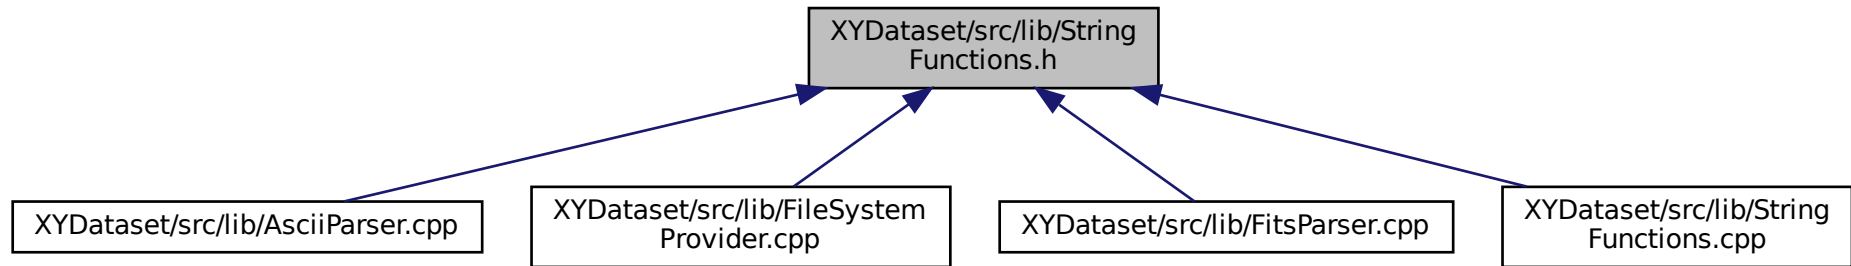 XYDataset/src/lib/String
Functions.h
XYDataset/src/lib/AsciiParser.cpp
XYDataset/src/lib/FileSystem
Provider.cpp
XYDataset/src/lib/FitsParser.cpp
XYDataset/src/lib/String
Functions.cpp